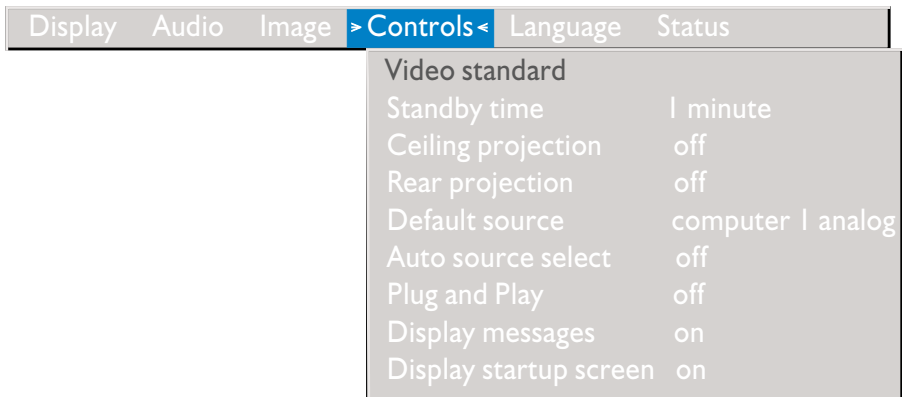 Display Audio Image >Controls< Language Status
Video standard
Standby time 1 minute
Ceiling projection off
Rear projection off
Default source computer 1 analog
Auto source select off
Plug and Play off
Display messages on
Display startup screen on